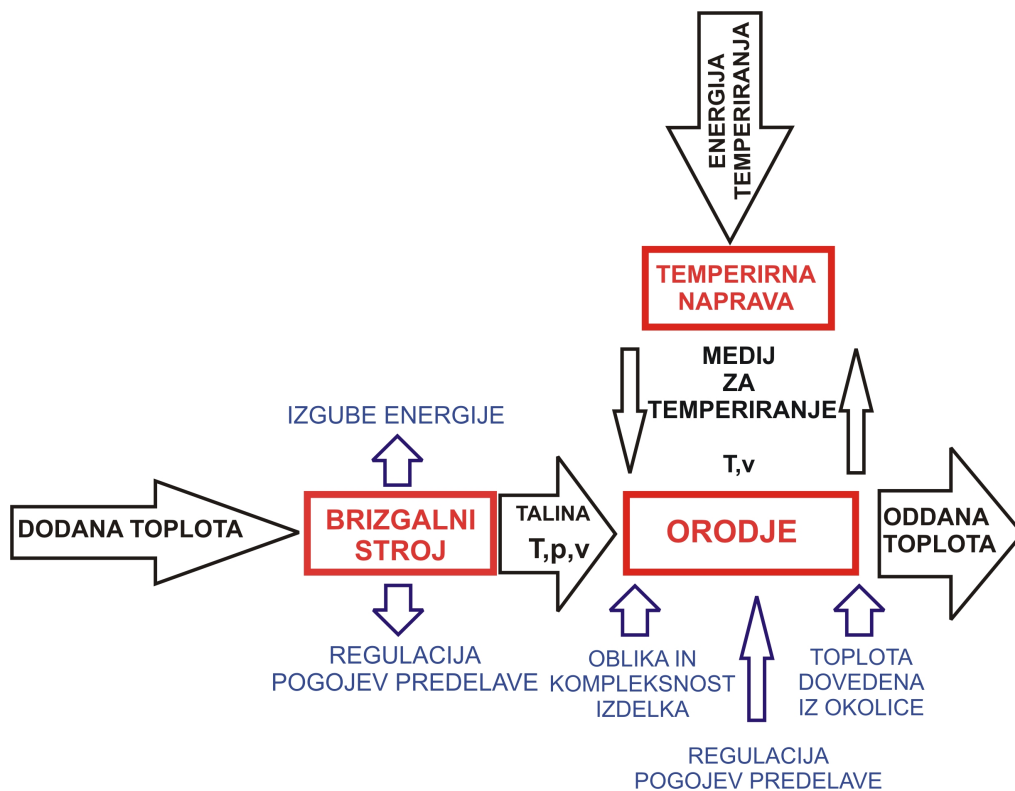 ENERGIJA
TEMPERIRANJA
TEMPERIRNA
NAPRAVA
MEDIJ
ZA
TEMPERIRANJE
T,v
IZGUBE ENERGIJE
DODANA TOPLOTA
BRIZGALNI
STROJ
TALINA
T,p,v
ORODJE
ODDANA
TOPLOTA
REGULACIJA
POGOJEV PREDELAVE
OBLIKA IN
KOMPLEKSNOST
IZDELKA
TOPLOTA
DOVEDENA
IZ OKOLICE
REGULACIJA
POGOJEV PREDELAVE